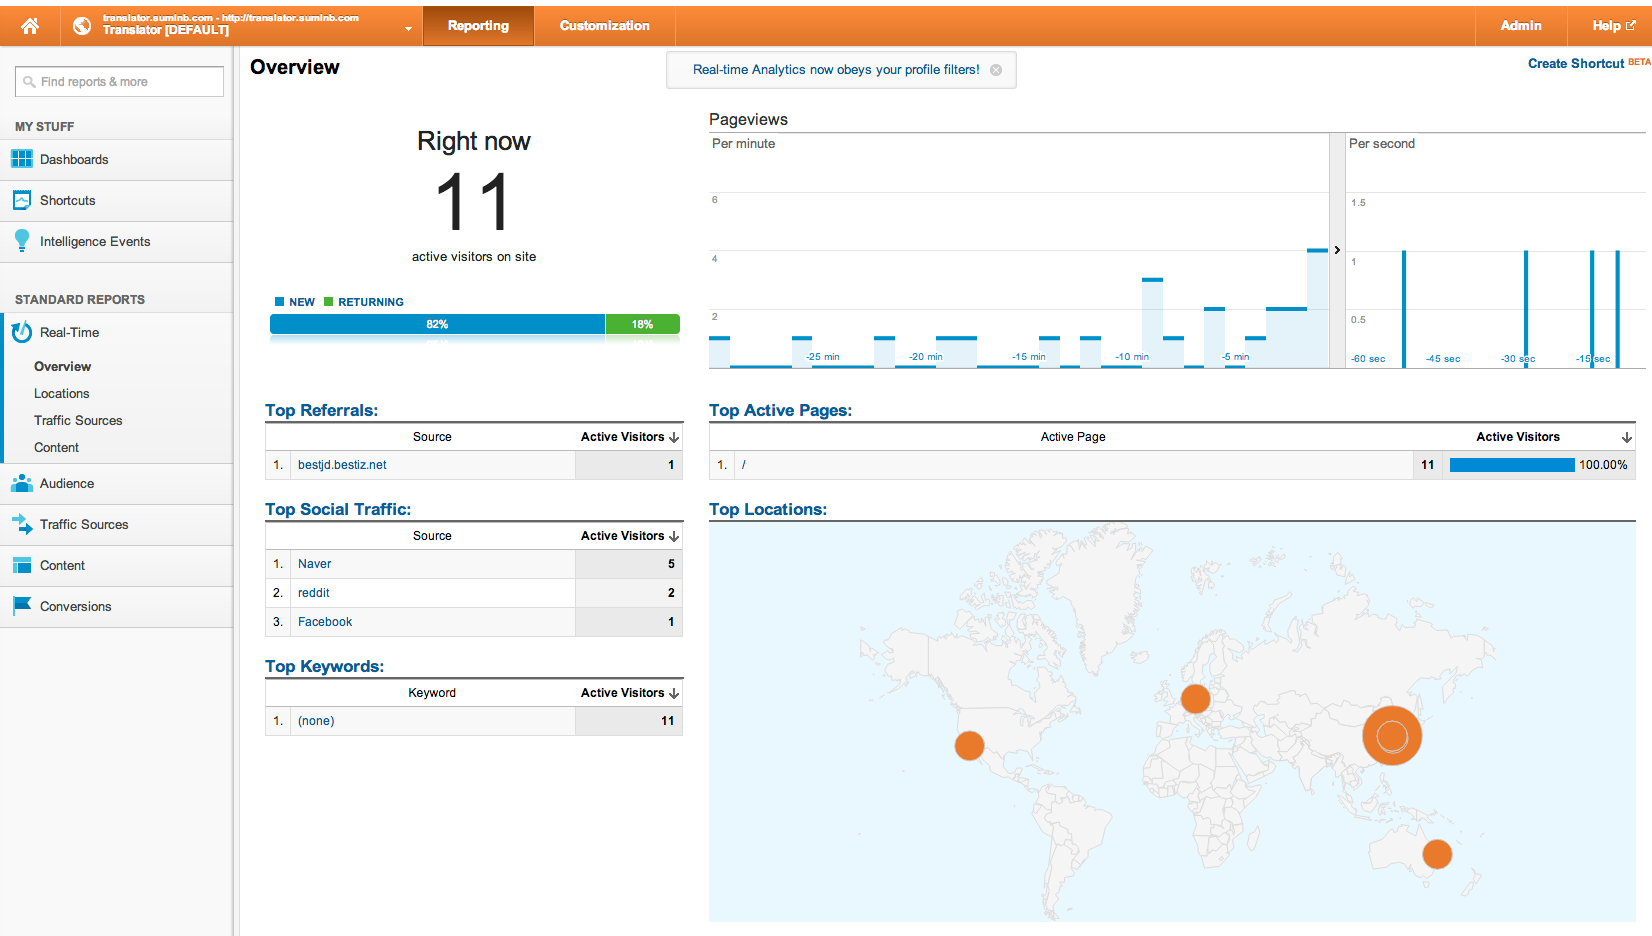 translator.suminb.com - http://translator.suminb.com
Translator [DEFAULT]
Reporting
Customization
Admin
Help
Find reports & more
MY STUFF
Dashboards
Shortcuts
Intelligence Events
STANDARD REPORTS
Real-Time
Overview
Locations
Traffic Sources
Content
Audience
Traffic Sources
Content
Conversions
Overview
Real-time Analytics now obeys your profile filters!
Create Shortcut BETA
Right now
11
active visitors on site
NEW RETURNING
82% 18%
Pageviews
Per minute
6
4
2
-25 min -20 min -15 min -10 min -5 min
Per second
1.5
1
0.5
-60 sec -45 sec -30 sec -15 sec
Top Referrals:
Source Active Visitors
1. bestjd.bestiz.net 1
Top Active Pages:
Active Page Active Visitors
1. / 11 100.00%
Top Social Traffic:
Source Active Visitors
1. Naver 5
2. reddit 2
3. Facebook 1
Top Keywords:
Keyword Active Visitors
1. (none) 11
Top Locations: